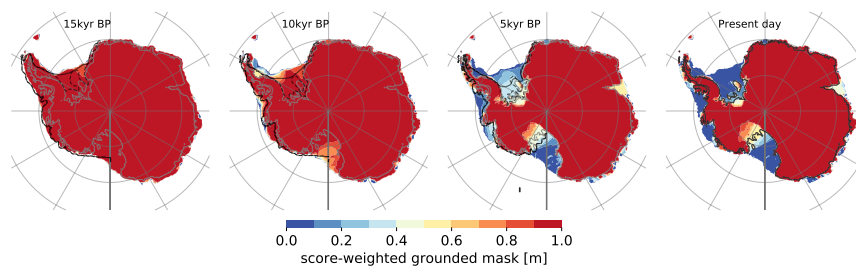 15kyr BP
10kyr BP
5kyr BP
Present day
0.0 0.2 0.4 0.6 0.8 1.0
score-weighted grounded mask [m]